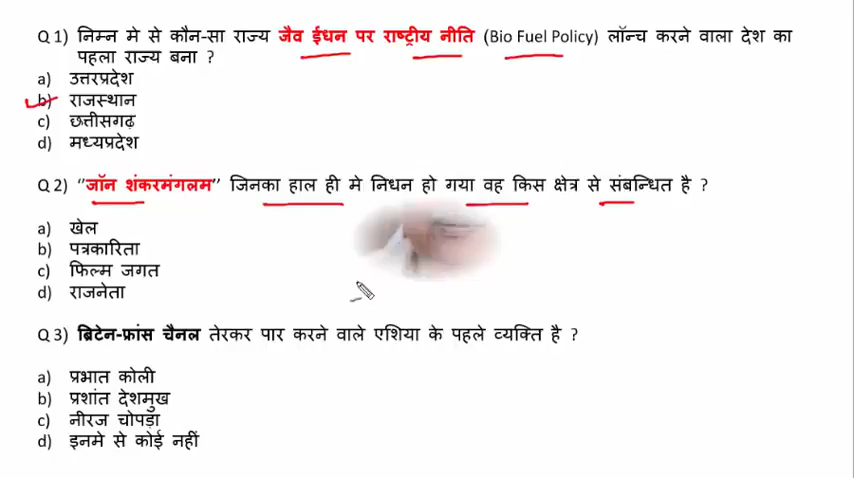 Q 1) निम्न मे से कौन-सा राज्य जैव ईधन पर राष्ट्रीय नीति (Bio Fuel Policy) लॉन्च करने वाला देश का
पहला राज्य बना ?
a) उत्तरप्रदेश
b) राजस्थान
c) छत्तीसगढ़
d) मध्यप्रदेश
Q 2) ”जॉन शंकरमंगलम” जिनका हाल ही मे निधन हो गया वह किस क्षेत्र से संबन्धित है ?
a) खेल
b) पत्रकारिता
c) फिल्म जगत
d) राजनेता
Q 3) ब्रिटेन-फ्रांस चैनल तेरकर पार करने वाले एशिया के पहले व्यक्ति है ?
a) प्रभात कोली
b) प्रशांत देशमुख
c) नीरज चोपड़ा
d) इनमे से कोई नहीं